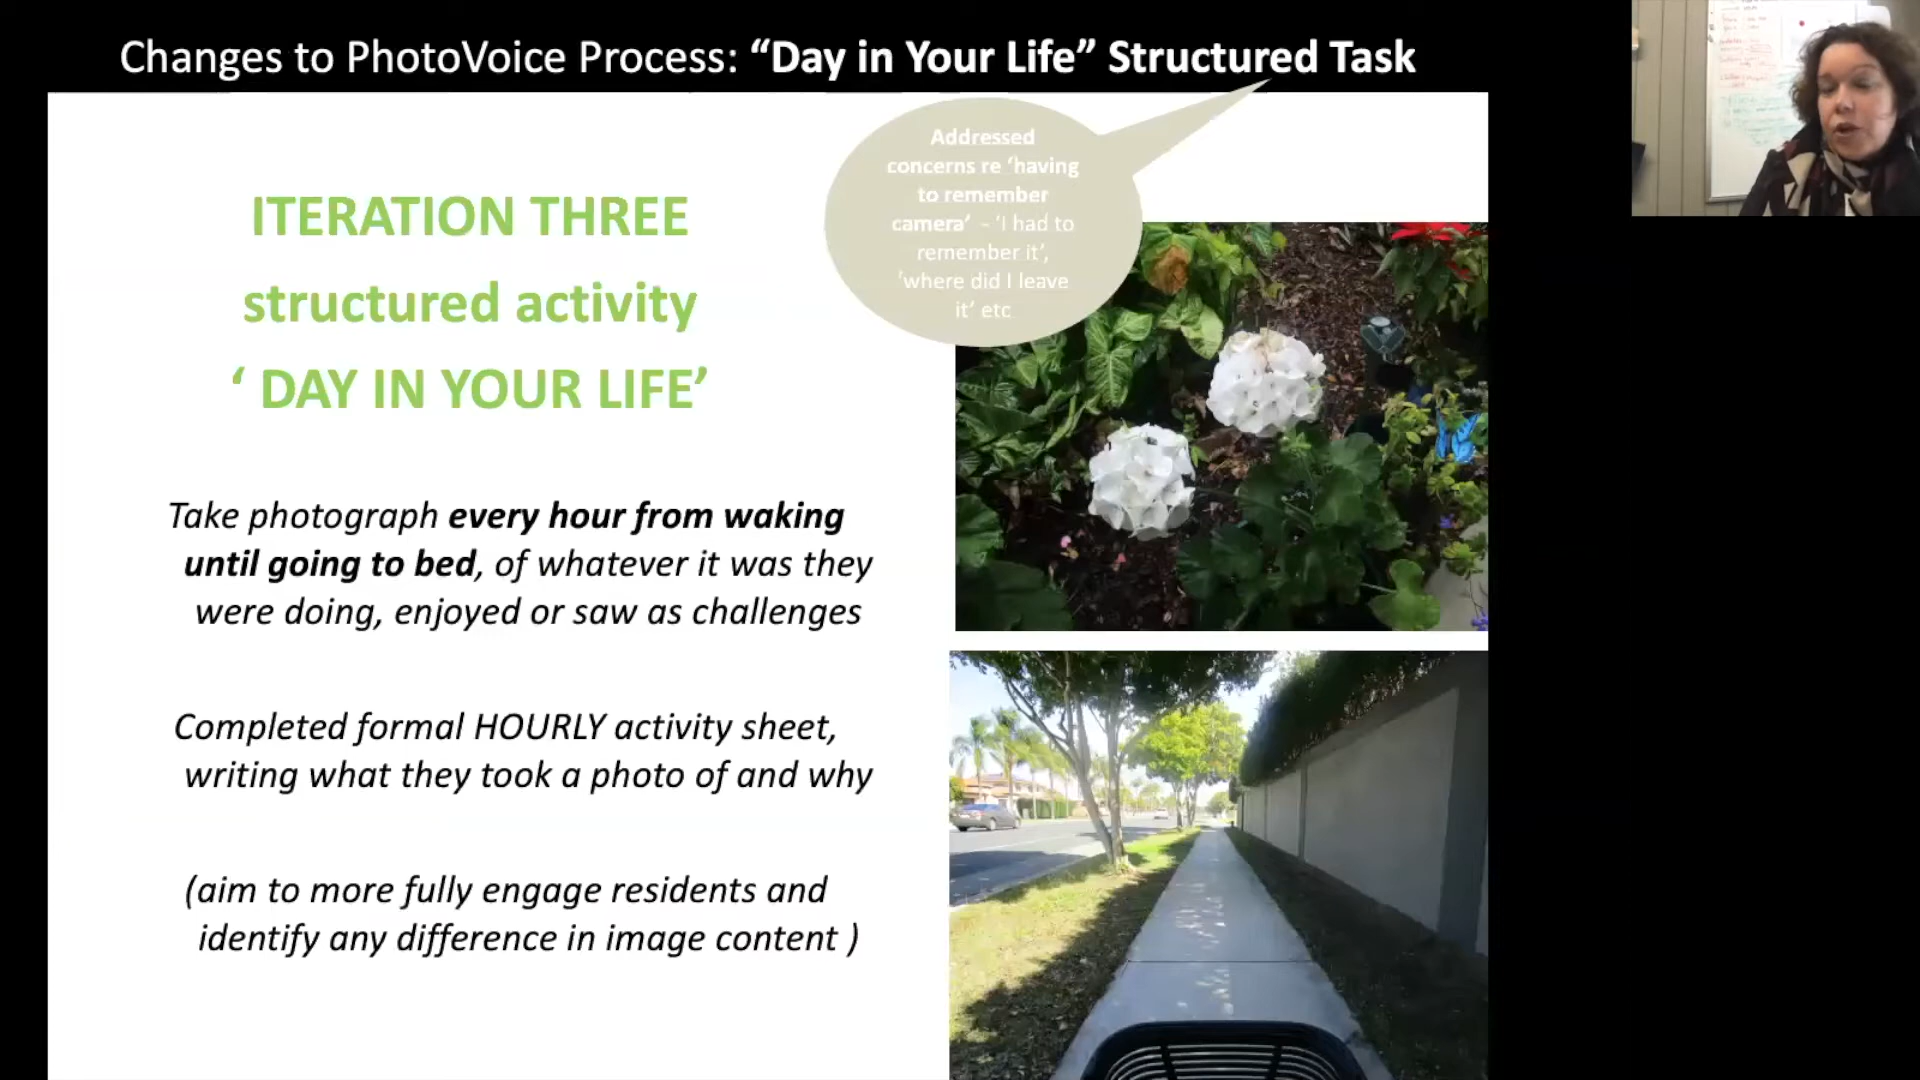 Changes to PhotoVoice Process: “Day in Your Life” Structured Task
Addressed
concerns re ‘having
to remember
camera’ - ‘I had to
remember it’,
‘where did I leave
it’ etc
ITERATION THREE
structured activity
‘ DAY IN YOUR LIFE’
Take photograph every hour from waking
until going to bed, of whatever it was they
were doing, enjoyed or saw as challenges
Completed formal HOURLY activity sheet,
writing what they took a photo of and why
(aim to more fully engage residents and
identify any difference in image content )